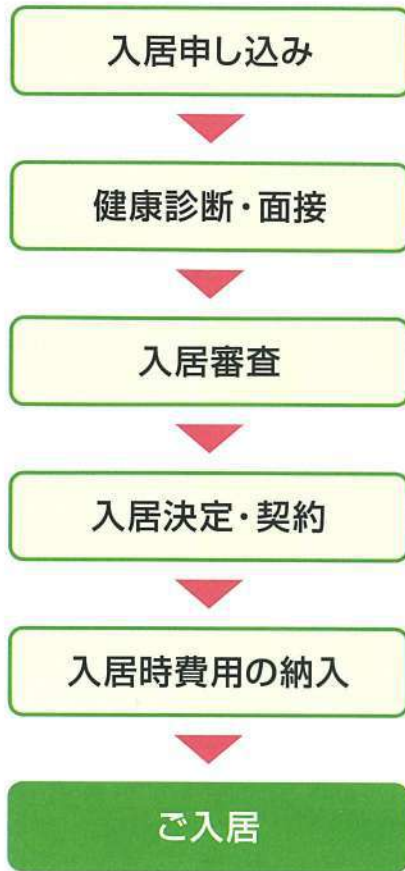 入居申し込み
健康診断・面接
入居審査
入居決定・契約
入居時費用の納入
ご入居